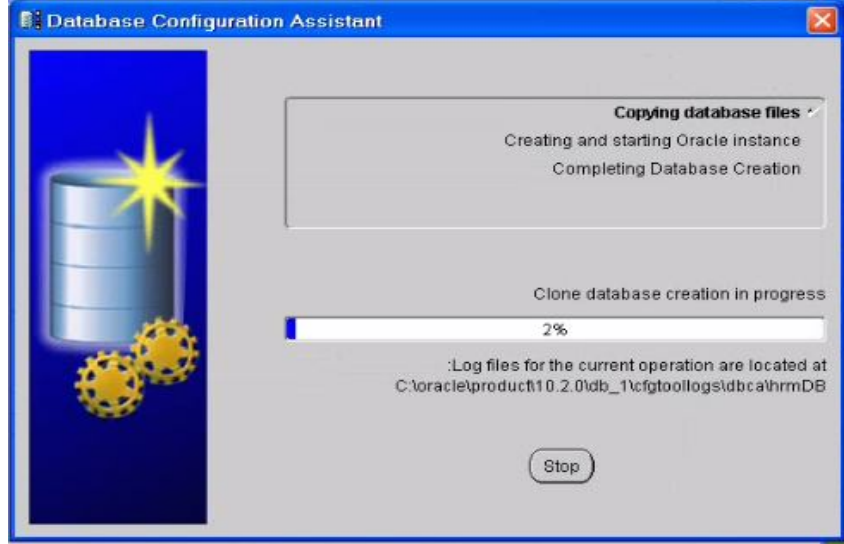 Database Configuration Assistant
Copying database files
Creating and starting Oracle instance
Completing Database Creation
Clone database creation in progress
2%
:Log files for the current operation are located at
C:\oracle\product\10.2.0\db_1\cfgtoollogs\dbca\hrmDB
Stop